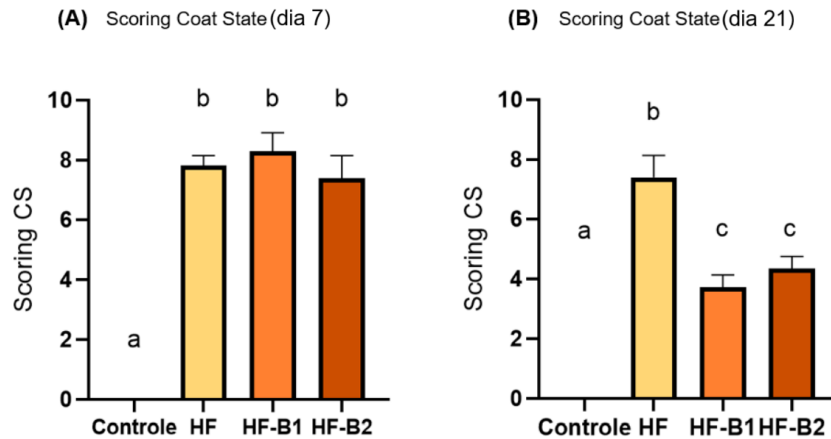 (A) Scoring Coat State (dia 7)
Scoring CS
10
8
6
4
2
0
a
b
b
b
Controle HF HF-B1 HF-B2
(B) Scoring Coat State (dia 21)
Scoring CS
10
8
6
4
2
0
a
b
c
c
Controle HF HF-B1 HF-B2